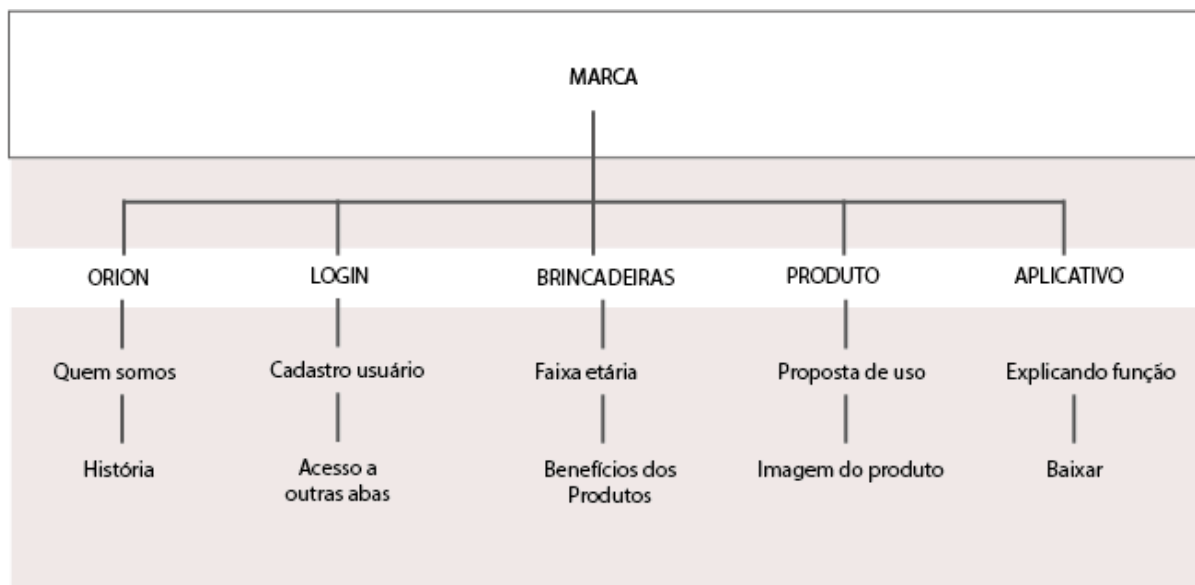 MARCA
ORION
LOGIN
BRINCADEIRAS
PRODUTO
APLICATIVO
Quem somos
Cadastro usuário
Faixa etária
Proposta de uso
Explicando função
História
Acesso a
outras abas
Benefícios dos
Produtos
Imagem do produto
Baixar